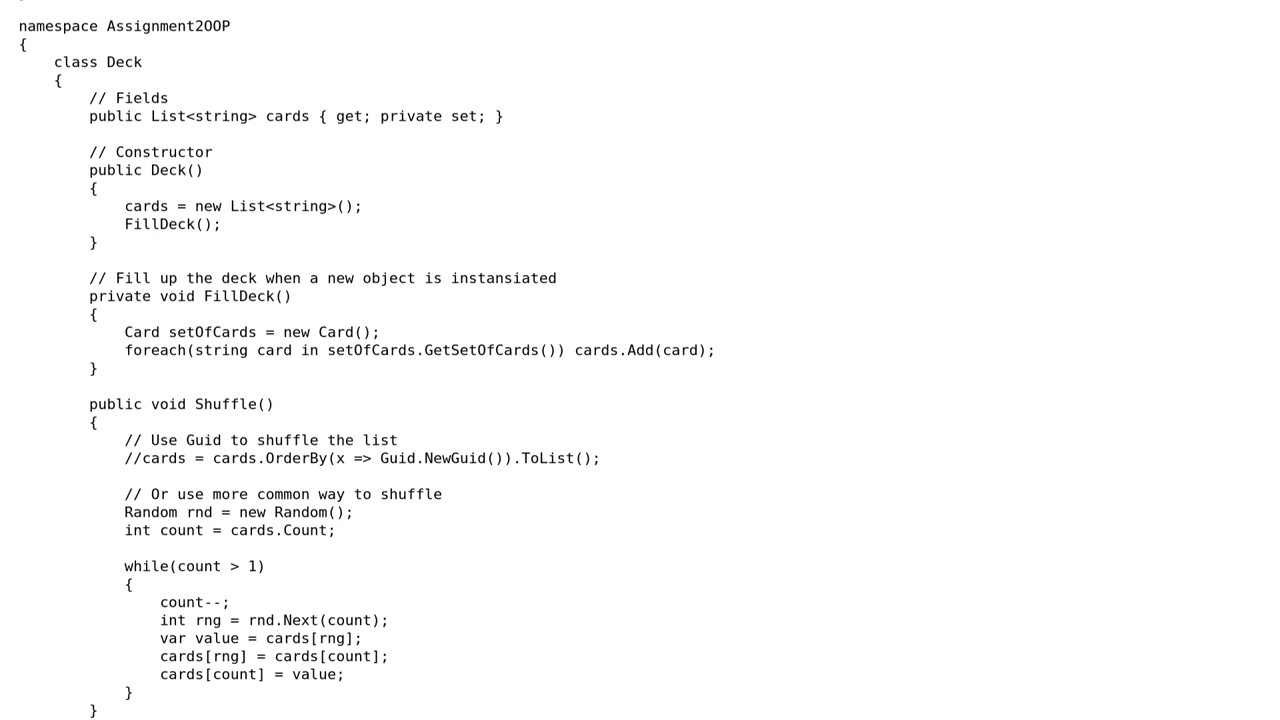 namespace Assignment2OOP
{
    class Deck
    {
        // Fields
        public List<string> cards { get; private set; }

        // Constructor
        public Deck()
        {
            cards = new List<string>();
            FillDeck();
        }

        // Fill up the deck when a new object is instansiated
        private void FillDeck()
        {
            Card setOfCards = new Card();
            foreach(string card in setOfCards.GetSetOfCards()) cards.Add(card);
        }

        public void Shuffle()
        {
            // Use Guid to shuffle the list
            //cards = cards.OrderBy(x => Guid.NewGuid()).ToList();

            // Or use more common way to shuffle
            Random rnd = new Random();
            int count = cards.Count;

            while(count > 1)
            {
                count--;
                int rng = rnd.Next(count);
                var value = cards[rng];
                cards[rng] = cards[count];
                cards[count] = value;
            }
        }